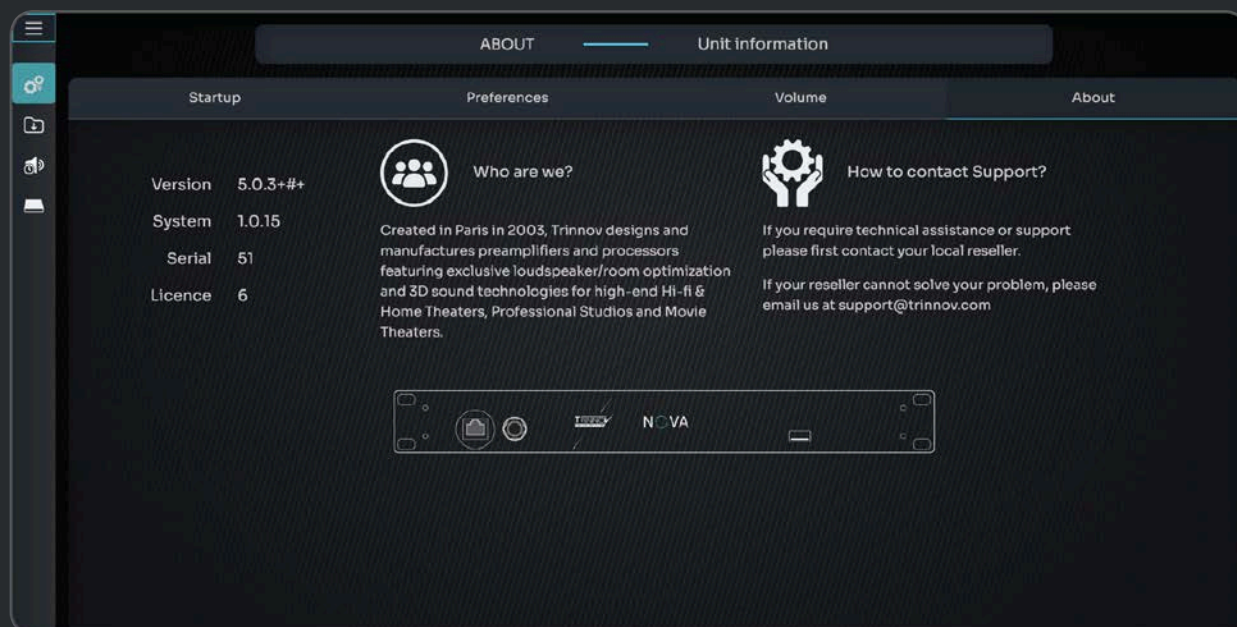 ABOUT Unit information
Startup Preferences Volume About
Version 5.0.3+#+
System 1.0.15
Serial 51
Licence 6
Who are we?
Created in Paris in 2003, Trinnov designs and
manufactures preamplifiers and processors
featuring exclusive loudspeaker/room optimization
and 3D sound technologies for high-end Hi-fi &
Home Theaters, Professional Studios and Movie
Theaters.
How to contact Support?
If you require technical assistance or support
please first contact your local reseller.
If your reseller cannot solve your problem, please
email us at support@trinnov.com
TRINNOV NOVA